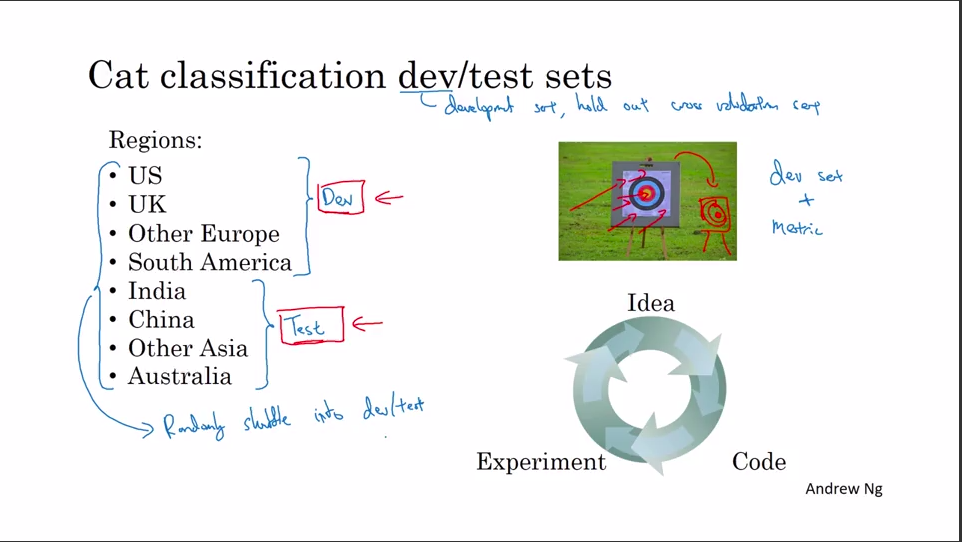 Cat classification dev/test sets
development set, hold out cross validation
Regions:
• US
• UK
• Other Europe
• South America
• India
• China
• Other Asia
• Australia
Dev
Test
Randomly shuffle into dev/test
dev set
+
metric
Idea
Experiment
Code
Andrew Ng